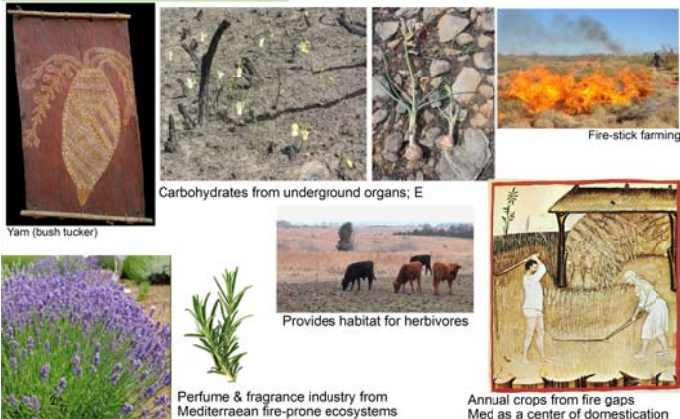 Fire-stick farming
Carbohydrates from underground organs; E
Yam (bush tucker)
Provides habitat for herbivores
Perfume & fragrance industry from
Mediterraean fire-prone ecosystems
Annual crops from fire gaps
Med as a center of domestication